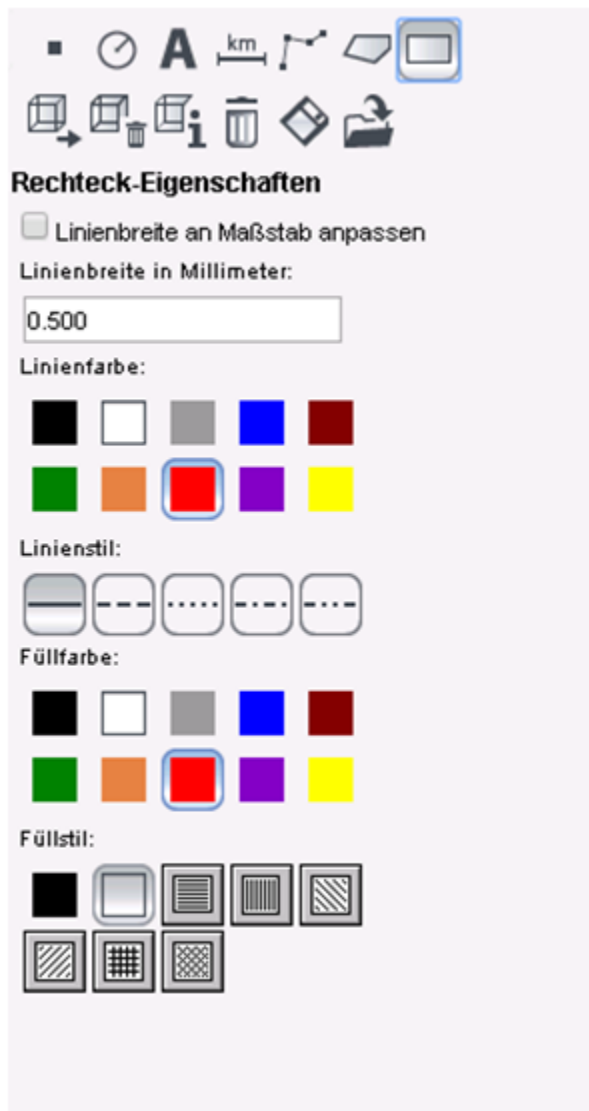 A km
i
Rechteck-Eigenschaften
Linienbreite an Maßstab anpassen
Linienbreite in Millimeter:
0.500
Linienfarbe:
Linienstil:
Füllfarbe:
Füllstil: